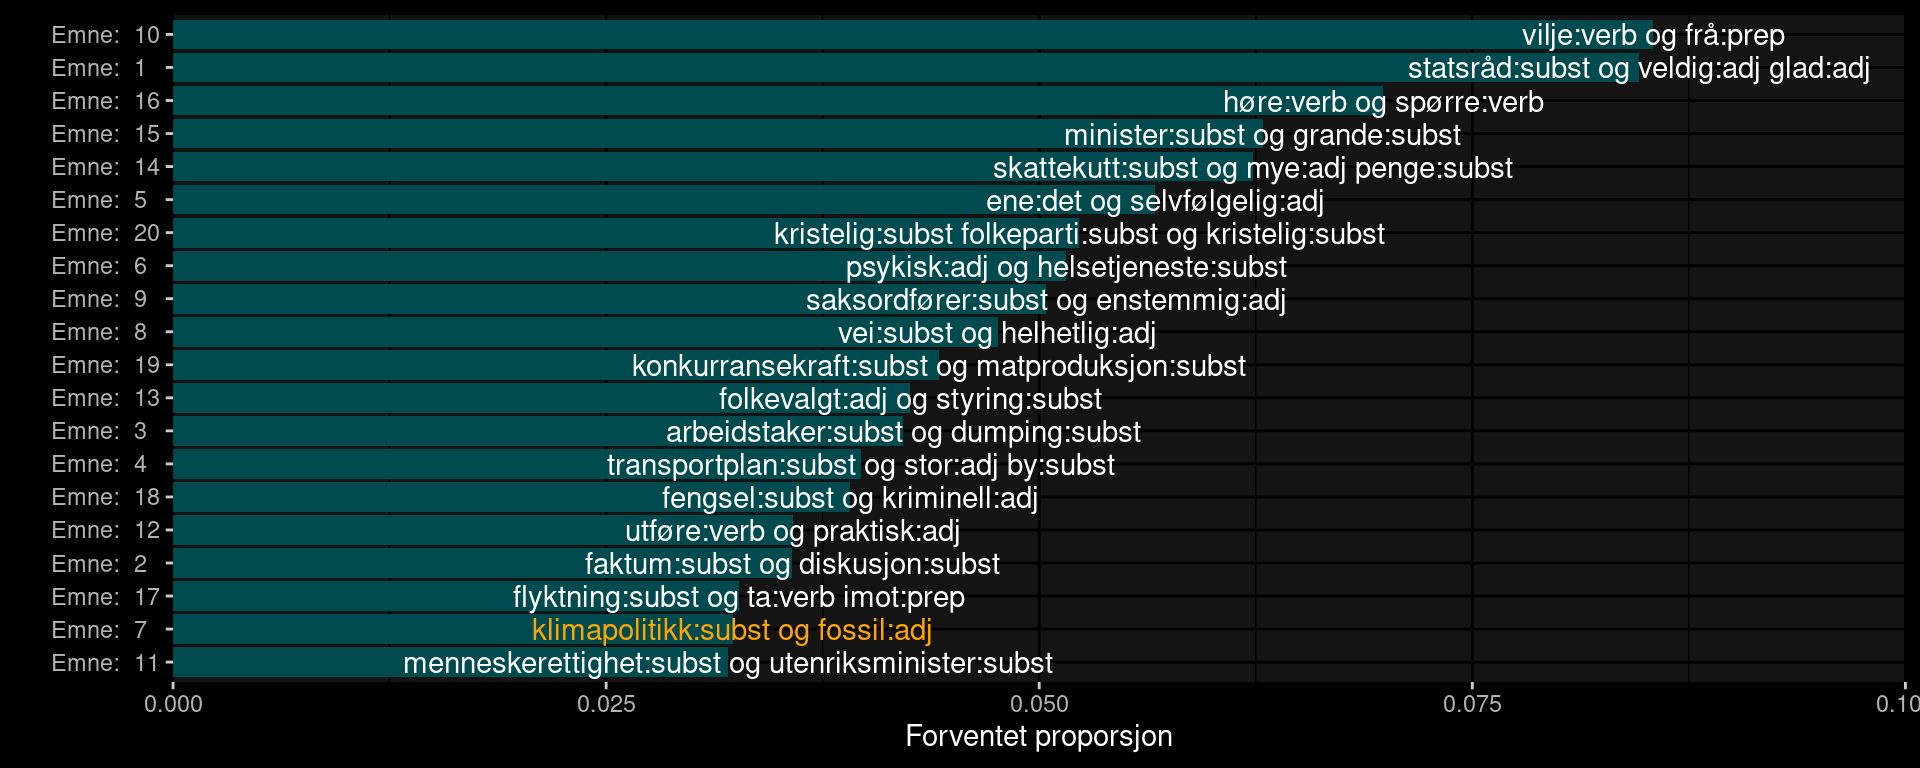 Emne: 10 vilje:verb og frå:prep
Emne: 1 statsråd:subst og veldig:adj glad:adj
Emne: 16 høre:verb og spørre:verb
Emne: 15 minister:subst og grande:subst
Emne: 14 skattekutt:subst og mye:adj penge:subst
Emne: 5 ene:det og selvfølgelig:adj
Emne: 20 kristelig:subst folkeparti:subst og kristelig:subst
Emne: 6 psykisk:adj og helsetjeneste:subst
Emne: 9 saksordfører:subst og enstemmig:adj
Emne: 8 vei:subst og helhetlig:adj
Emne: 19 konkurransekraft:subst og matproduksjon:subst
Emne: 13 folkevalgt:adj og styring:subst
Emne: 3 arbeidstaker:subst og dumping:subst
Emne: 4 transportplan:subst og stor:adj by:subst
Emne: 18 fengsel:subst og kriminell:adj
Emne: 12 utføre:verb og praktisk:adj
Emne: 2 faktum:subst og diskusjon:subst
Emne: 17 flyktning:subst og ta:verb imot:prep
Emne: 7 klimapolitikk:subst og fossil:adj
Emne: 11 menneskerettighet:subst og utenriksminister:subst
0.000 0.025 0.050 0.075 0.10
Forventet proporsjon